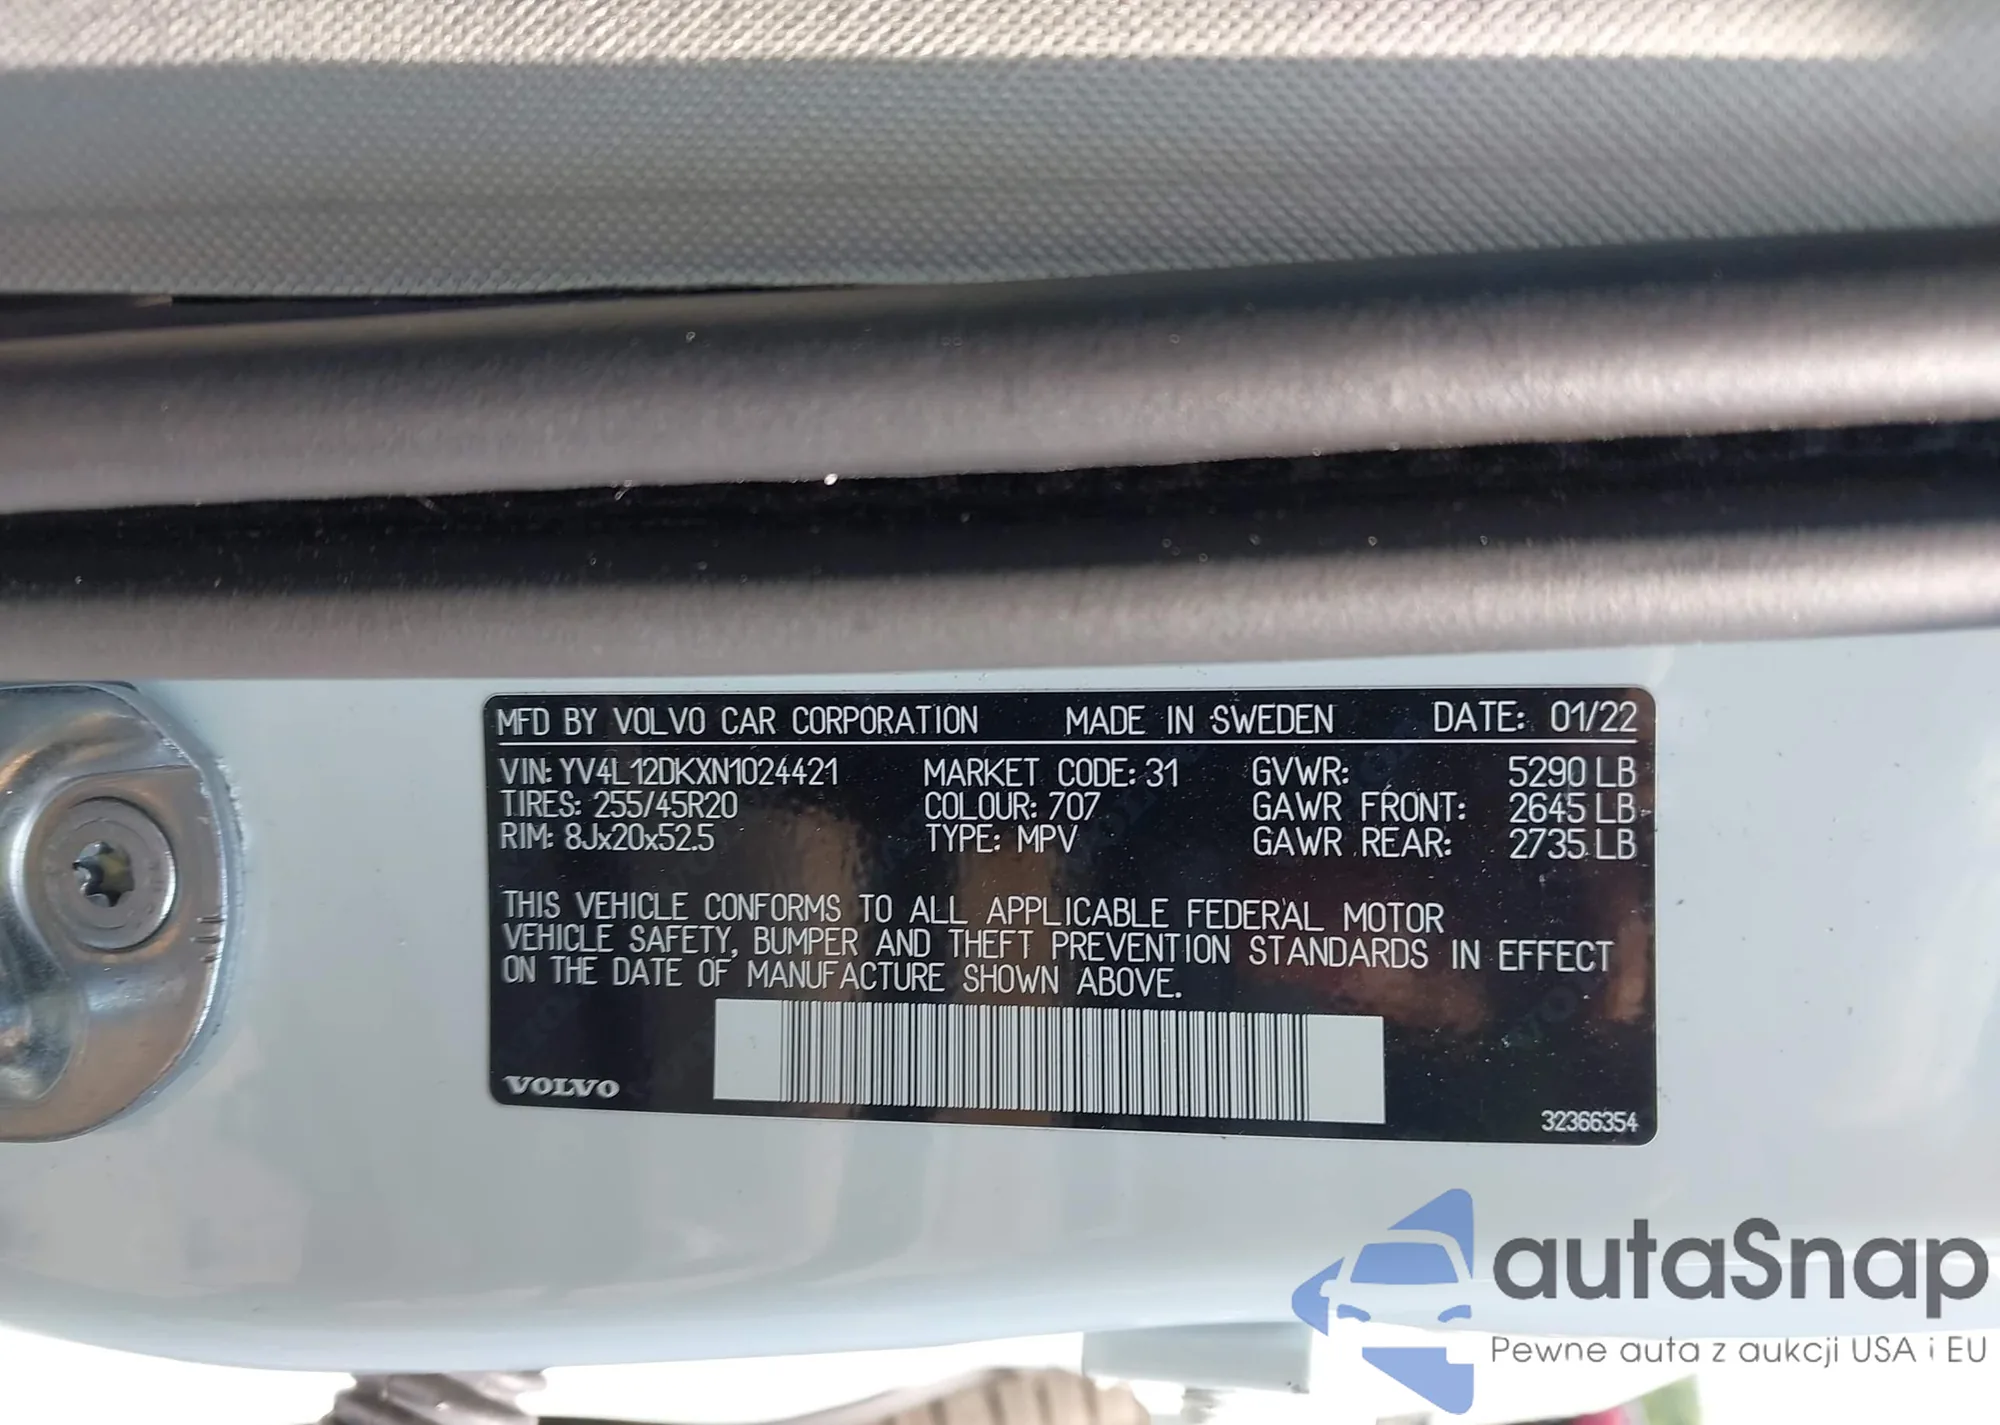 MFD BY VOLVO CAR CORPORATION MADE IN SWEDEN DATE: 01/22
VIN: YV4L12DKXN1024421 MARKET CODE: 31 GVWR: 5290 LB
TIRES: 255/45R20 COLOUR: 707 GAWR FRONT: 2645 LB
RIM: 8Jx20x52.5 TYPE: MPV GAWR REAR: 2735 LB
THIS VEHICLE CONFORMS TO ALL APPLICABLE FEDERAL MOTOR
VEHICLE SAFETY, BUMPER AND THEFT PREVENTION STANDARDS IN EFFECT
ON THE DATE OF MANUFACTURE SHOWN ABOVE.
VOLVO
32366354
autaSnap
Pewne auta z aukcji USA i EU